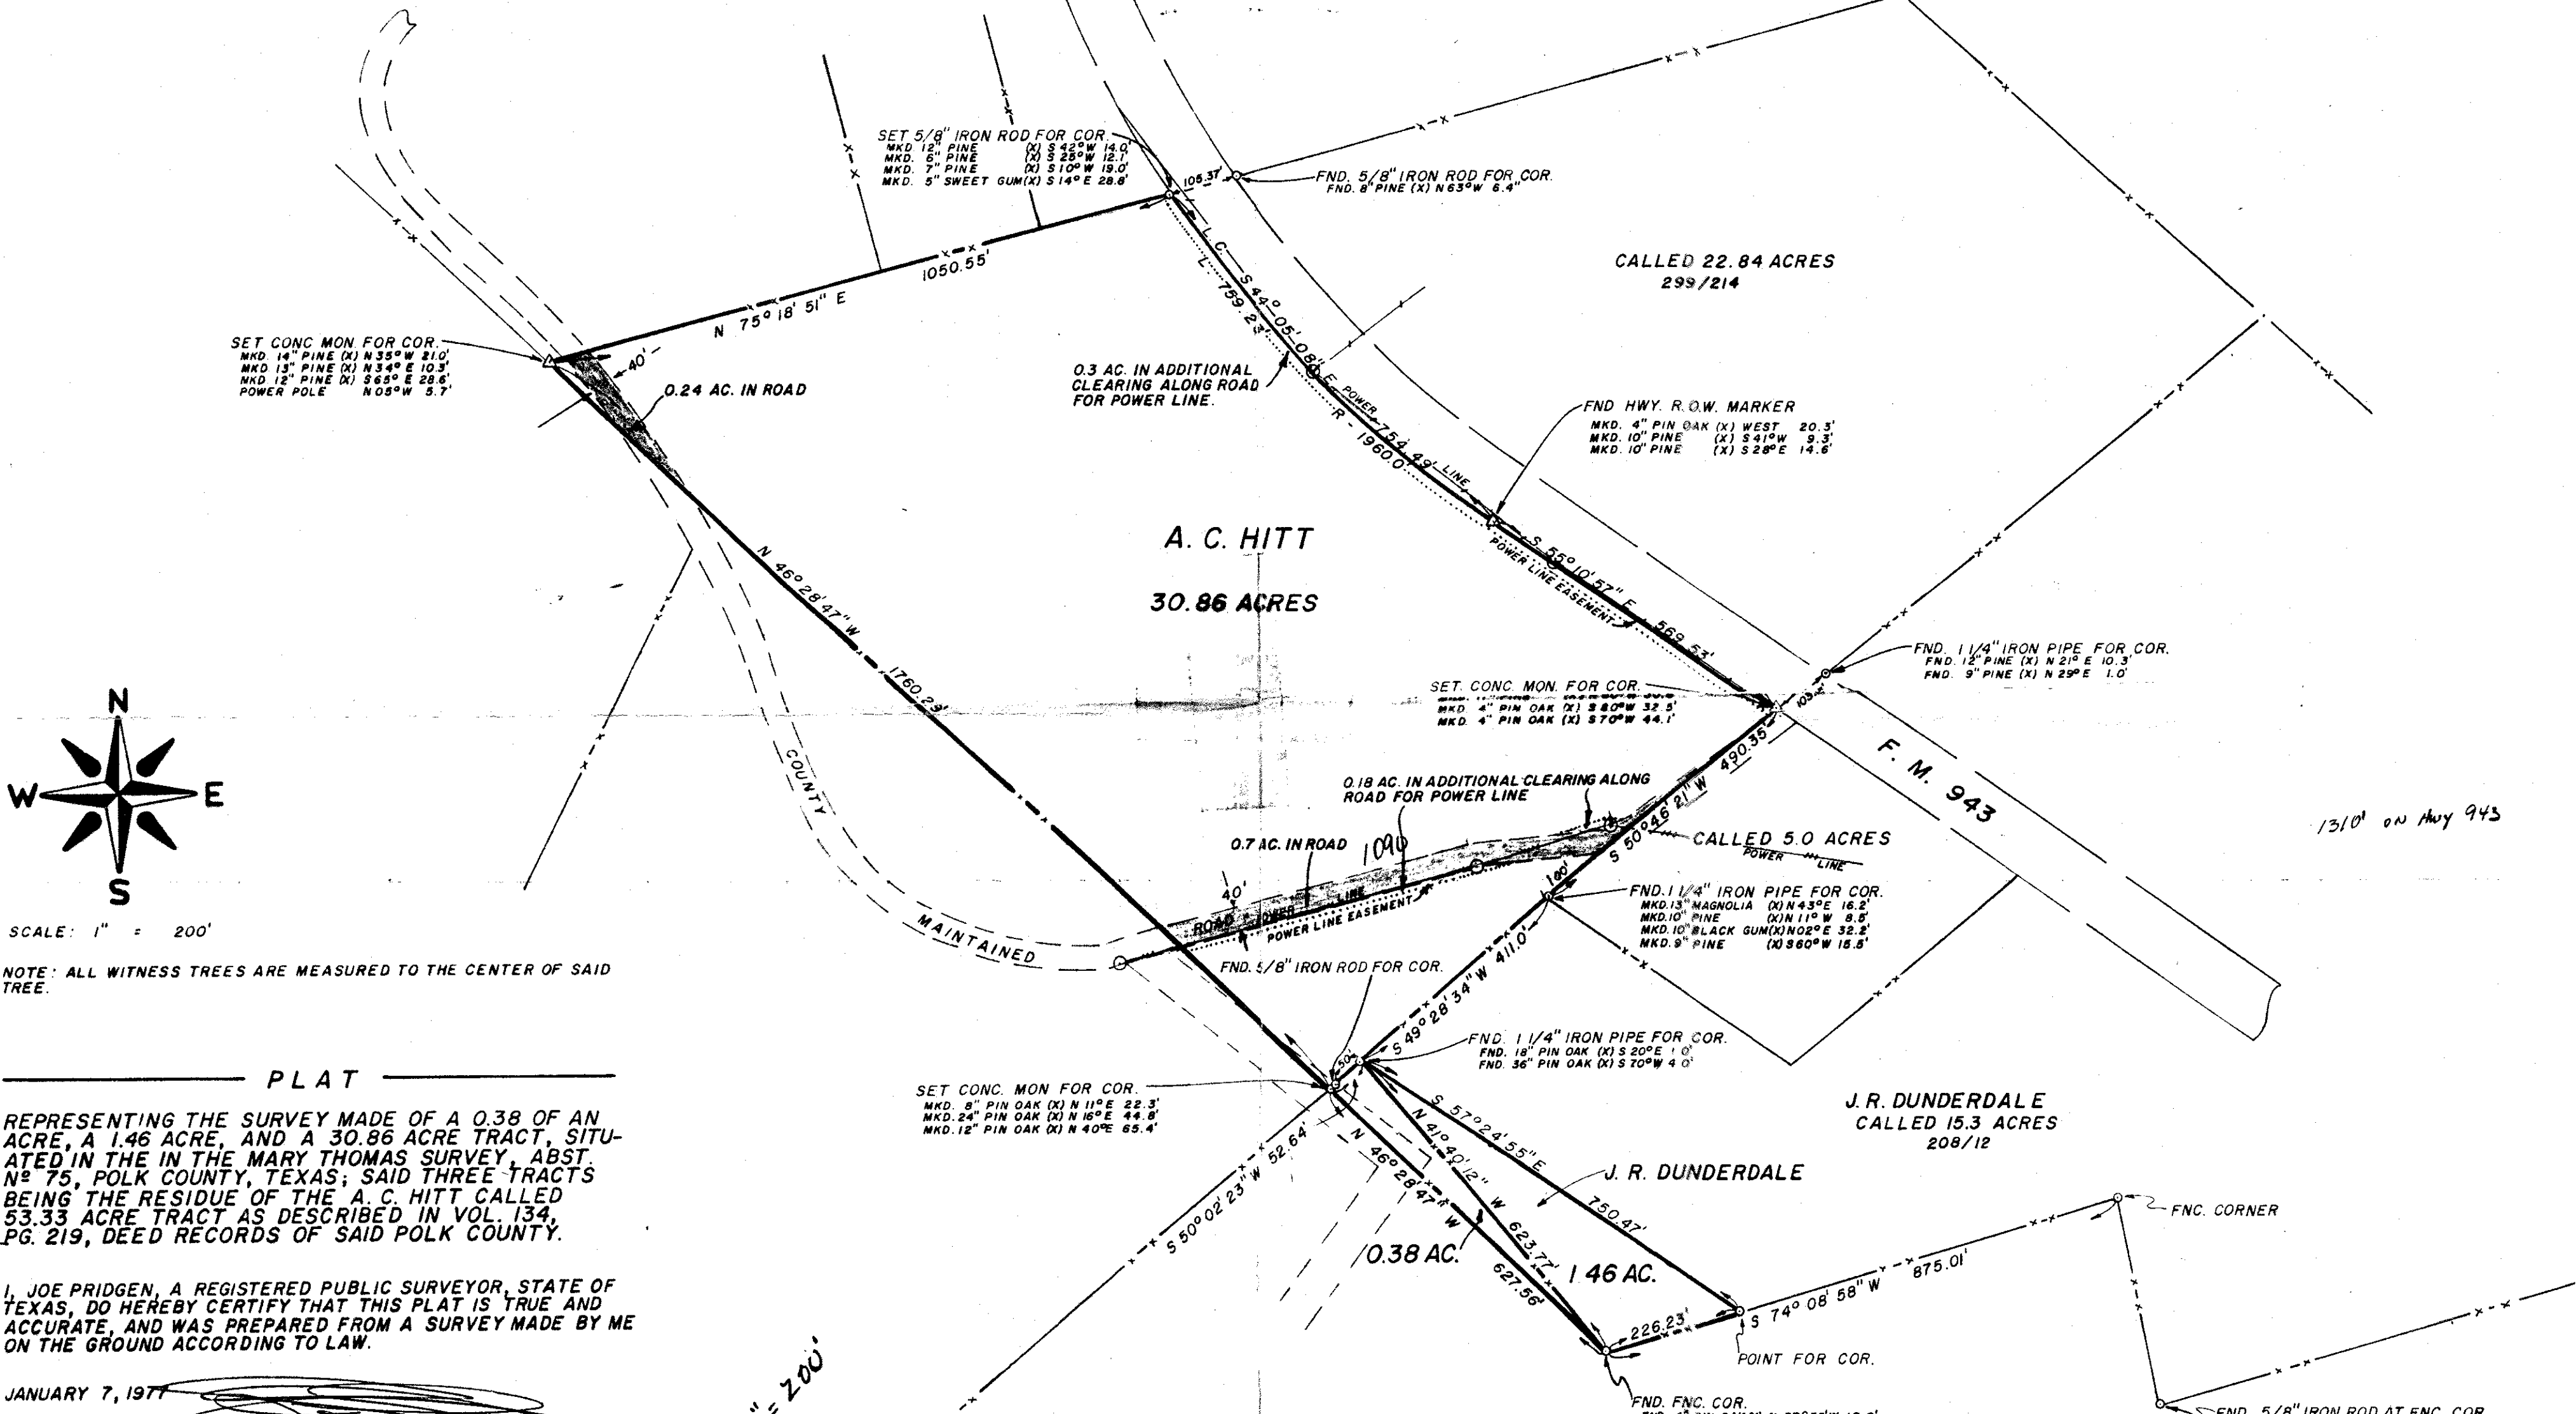 SET 5/8" IRON ROD FOR COR.
MKD 12" PINE (X) S 42° W 14.0'
MKD. 6" PINE (X) S 25° W 12.1'
MKD. 7" PINE (X) S 10° W 19.0'
MKD. 5" SWEET GUM (X) S 14° E 28.8'
105.37'
FND. 5/8" IRON ROD FOR COR.
FND. 8" PINE (X) N 63° W 6.4"
CALLED 22.84 ACRES
299/214
N 75° 18' 51" E
1050.55'
L C - S 44° 05' 08" E
754.49'
L - 759.23'
R - 1960.0'
POWER LINE
SET CONC MON. FOR COR.
MKD. 14" PINE (X) N 35° W 21.0'
MKD 13" PINE (X) N 34° E 10.3'
MKD 12" PINE (X) S 65° E 28.6'
POWER POLE N 05° W 5.7'
40'
0.24 AC. IN ROAD
0.3 AC. IN ADDITIONAL
CLEARING ALONG ROAD
FOR POWER LINE.
FND HWY. R.O.W. MARKER
MKD. 4" PIN OAK (X) WEST 20.3'
MKD. 10" PINE (X) S 41° W 9.3'
MKD. 10" PINE (X) S 28° E 14.6'
A. C. HITT
30.86 ACRES
S 55° 10' 57" E
569.53'
POWER LINE EASEMENT
N 46° 28' 47" W
1760.29'
FND. 1 1/4" IRON PIPE FOR COR.
FND. 12" PINE (X) N 21° E 10.3'
FND. 9" PINE (X) N 29° E 1.0'
SET. CONC. MON. FOR COR.
MKD. 4" PIN OAK (X) S 80° W 32.5'
MKD. 4" PIN OAK (X) S 70° W 44.1'
F. M. 943
1310' ON Hwy 943
N
W E
S
SCALE: 1" = 200'
NOTE: ALL WITNESS TREES ARE MEASURED TO THE CENTER OF SAID
TREE.
COUNTY
MAINTAINED
ROAD
0.18 AC. IN ADDITIONAL CLEARING ALONG
ROAD FOR POWER LINE
0.7 AC. IN ROAD
40'
POWER LINE
POWER LINE EASEMENT
S 50° 46' 21" W 490.35'
CALLED 5.0 ACRES
POWER LINE
FND. 1 1/4" IRON PIPE FOR COR.
MKD. 13" MAGNOLIA (X) N 43° E 16.2'
MKD. 10" PINE (X) N 11° W 8.5'
MKD. 10" BLACK GUM (X) N 02° E 32.2'
MKD. 9" PINE (X) S 60° W 15.5'
FND. 5/8" IRON ROD FOR COR.
S 49° 28' 34" W 411.0'
FND. 1 1/4" IRON PIPE FOR COR.
FND. 18" PIN OAK (X) S 20° E 1.0'
FND. 36" PIN OAK (X) S 70° W 4.0'
50'
SET CONC. MON FOR COR.
MKD. 8" PIN OAK (X) N 11° E 22.3'
MKD. 24" PIN OAK (X) N 16° E 44.8'
MKD. 12" PIN OAK (X) N 40° E 65.4'
S 50° 02' 23" W 52.64'
J. R. DUNDERDALE
CALLED 15.3 ACRES
208/12
S 57° 24' 55" E
750.47'
J. R. DUNDERDALE
N 41° 40' 12" W 623.77'
N 46° 28' 47" W
627.56'
0.38 AC.
1.46 AC.
226.23'
S 74° 08' 58" W 875.01'
POINT FOR COR.
FNC. CORNER
FND. FNC. COR.
FND. 5/8" IRON ROD AT FNC. COR.
PLAT
REPRESENTING THE SURVEY MADE OF A 0.38 OF AN
ACRE, A 1.46 ACRE, AND A 30.86 ACRE TRACT, SITU-
ATED IN THE IN THE MARY THOMAS SURVEY, ABST.
Nº 75, POLK COUNTY, TEXAS; SAID THREE TRACTS
BEING THE RESIDUE OF THE A. C. HITT CALLED
53.33 ACRE TRACT AS DESCRIBED IN VOL. 134,
PG. 219, DEED RECORDS OF SAID POLK COUNTY.
I, JOE PRIDGEN, A REGISTERED PUBLIC SURVEYOR, STATE OF
TEXAS, DO HEREBY CERTIFY THAT THIS PLAT IS TRUE AND
ACCURATE, AND WAS PREPARED FROM A SURVEY MADE BY ME
ON THE GROUND ACCORDING TO LAW.
JANUARY 7, 1977
" = 200'